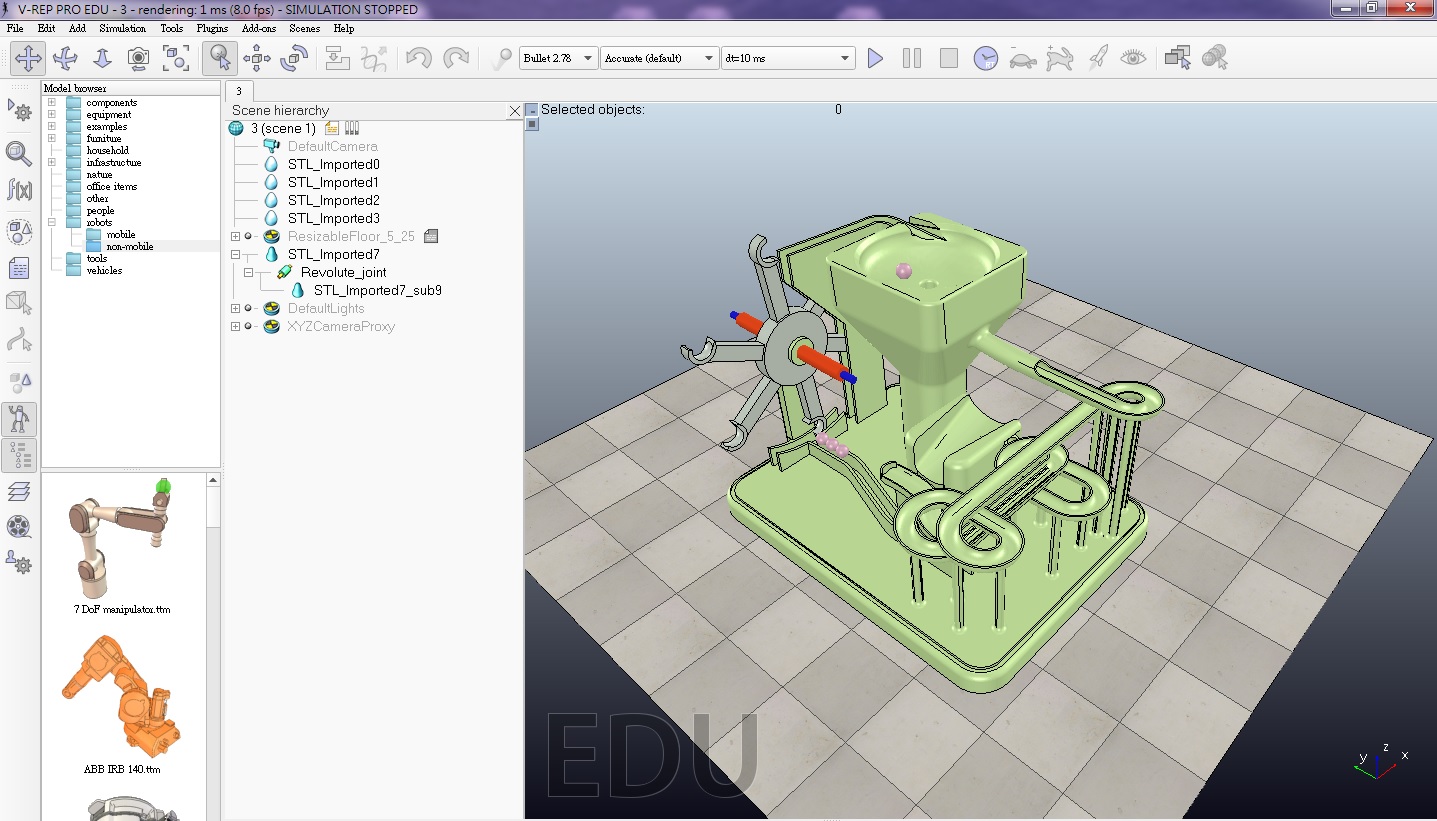 V-REP PRO EDU - 3 - rendering: 1 ms (8.0 fps) - SIMULATION STOPPED
File Edit Add Simulation Tools Plugins Add-ons Scenes Help
Bullet 2.78 Accurate (default) dt=10 ms RT
f(x)
Model browser
components
equipment
examples
furniture
household
infrastructure
nature
office items
other
people
robots
mobile
non-mobile
tools
vehicles
7 DoF manipulator.ttm
ABB IRB 140.ttm
3
Scene hierarchy
3 (scene 1)
DefaultCamera
STL_Imported0
STL_Imported1
STL_Imported2
STL_Imported3
ResizableFloor_5_25
STL_Imported7
Revolute_joint
STL_Imported7_sub9
DefaultLights
XYZCameraProxy
Selected objects: 0
EDU
z
y x